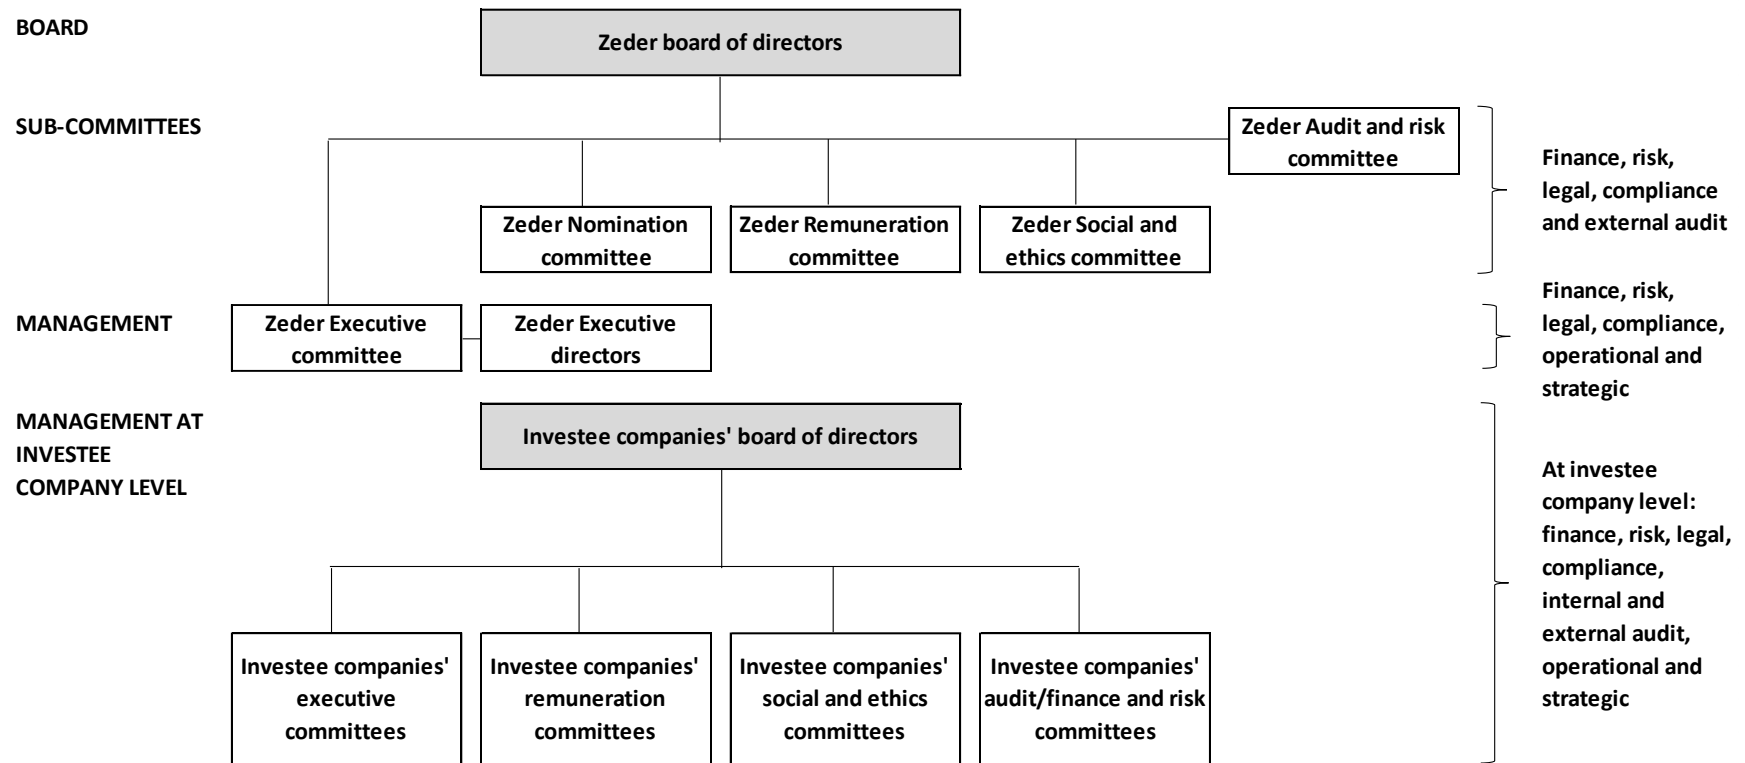 BOARD
Zeder board of directors
SUB-COMMITTEES
Zeder Audit and risk
committee
Finance, risk,
legal, compliance
and external audit
Zeder Nomination
committee
Zeder Remuneration
committee
Zeder Social and
ethics committee
MANAGEMENT
Zeder Executive
committee
Zeder Executive
directors
Finance, risk,
legal, compliance,
operational and
strategic
MANAGEMENT AT
INVESTEE
COMPANY LEVEL
Investee companies' board of directors
At investee
company level:
finance, risk, legal,
compliance,
internal and
external audit,
operational and
strategic
Investee companies'
executive
committees
Investee companies'
remuneration
committees
Investee companies'
social and ethics
committees
Investee companies'
audit/finance and risk
committees